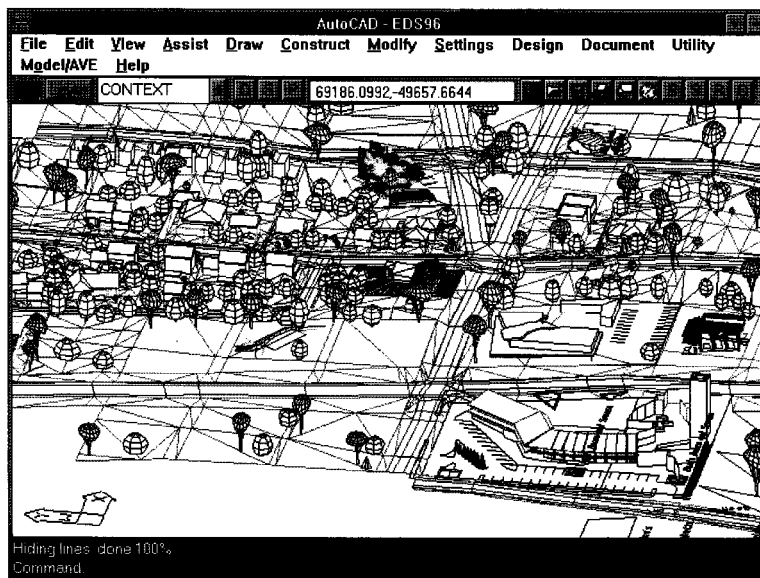 AutoCAD - EDS96
File Edit View Assist Draw Construct Modify Settings Design Document Utility
Model/AVE Help
CONTEXT 69186.0992,-49657.6644
Hiding lines done 100%
Command.